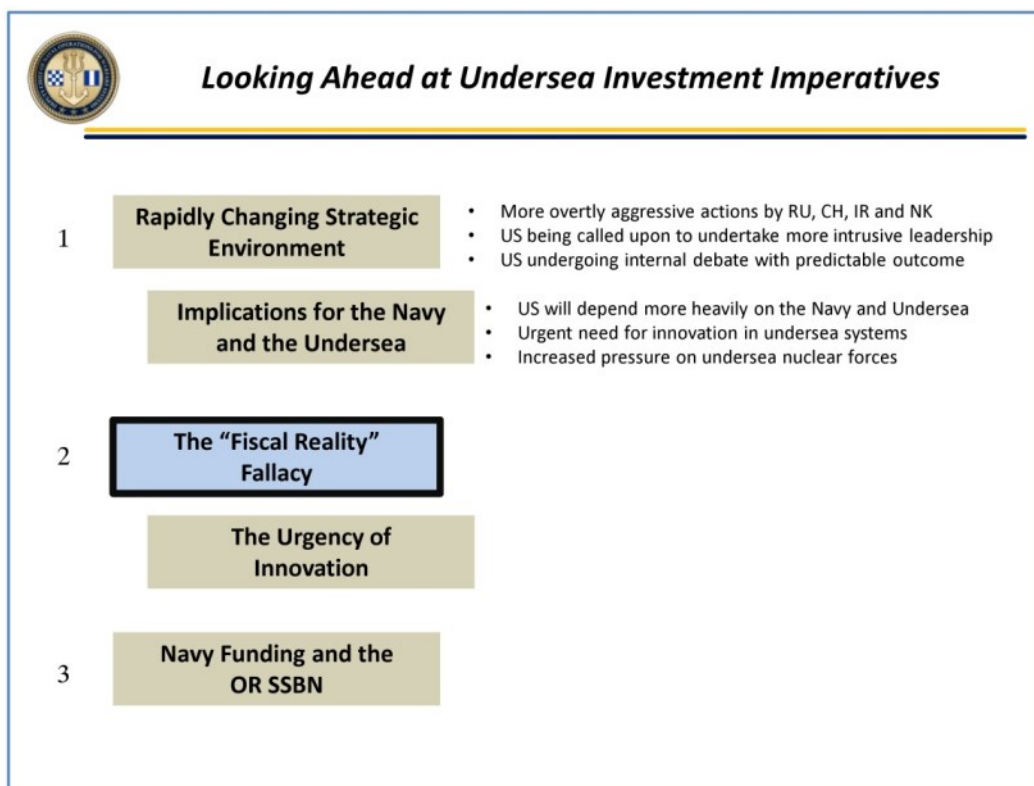 Looking Ahead at Undersea Investment Imperatives
1
Rapidly Changing Strategic
Environment
• More overtly aggressive actions by RU, CH, IR and NK
• US being called upon to undertake more intrusive leadership
• US undergoing internal debate with predictable outcome
Implications for the Navy
and the Undersea
• US will depend more heavily on the Navy and Undersea
• Urgent need for innovation in undersea systems
• Increased pressure on undersea nuclear forces
2
The “Fiscal Reality”
Fallacy
The Urgency of
Innovation
3
Navy Funding and the
OR SSBN